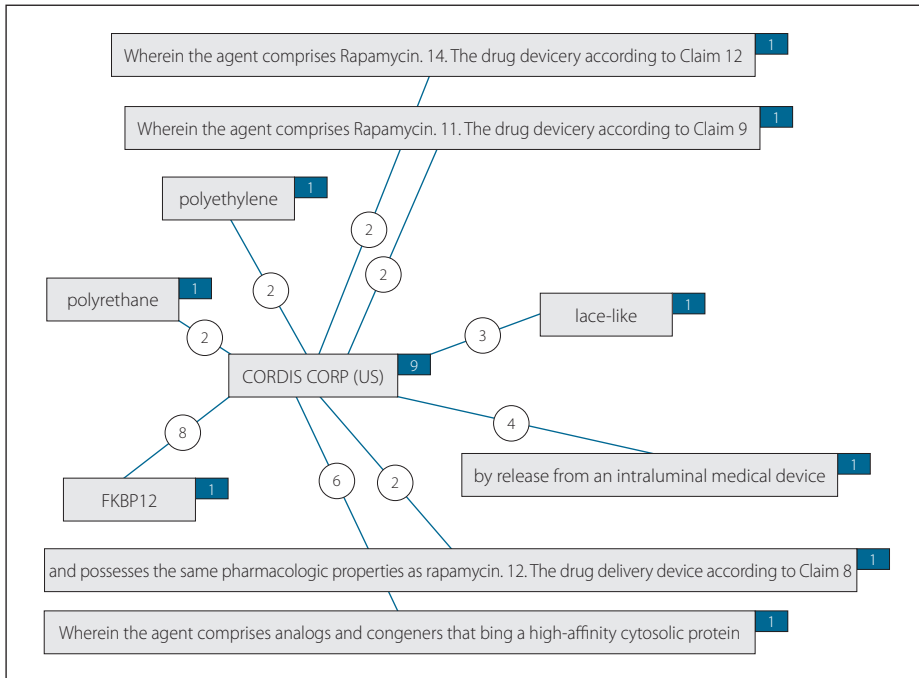 1
Wherein the agent comprises Rapamycin. 14. The drug devicery according to Claim 12
1
Wherein the agent comprises Rapamycin. 11. The drug devicery according to Claim 9
1
polyethylene
2
2
1
polyrethane
2
2
1
lace-like
2
3
CORDIS CORP (US)
9
8
4
1
by release from an intraluminal medical device
6
2
1
FKBP12
1
and possesses the same pharmacologic properties as rapamycin. 12. The drug delivery device according to Claim 8
1
Wherein the agent comprises analogs and congeners that bing a high-affinity cytosolic protein